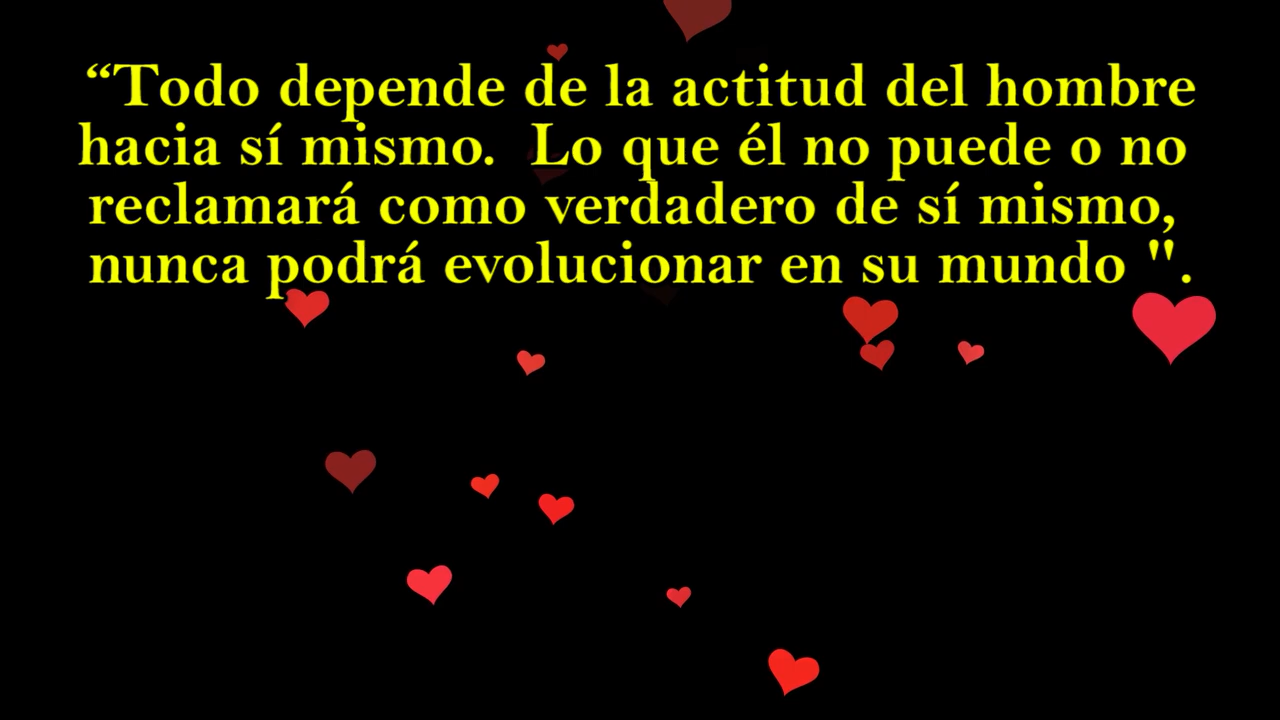 “Todo depende de la actitud del hombre
hacia sí mismo.  Lo que él no puede o no
reclamará como verdadero de sí mismo,
nunca podrá evolucionar en su mundo ".